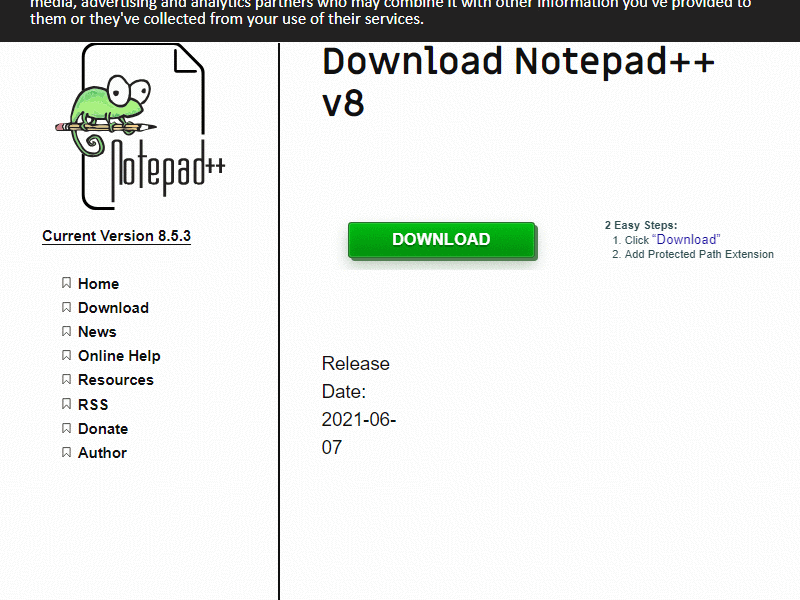 media, advertising and analytics partners who may combine it with other information you've provided to
them or they've collected from your use of their services.
Notepad++
Current Version 8.5.3
Home
Download
News
Online Help
Resources
RSS
Donate
Author
Download Notepad++
v8
DOWNLOAD
2 Easy Steps:
1. Click “Download”
2. Add Protected Path Extension
Release
Date:
2021-06-
07